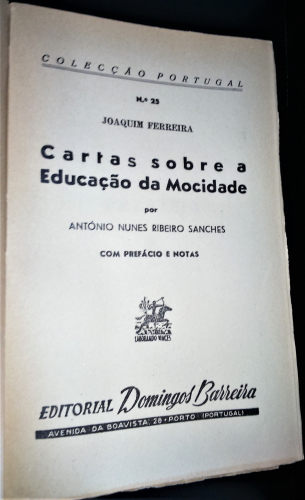 COLECÇÃO PORTUGAL
N.º 25
JOAQUIM FERREIRA
Cartas sobre a
Educação da Mocidade
por
ANTÓNIO NUNES RIBEIRO SANCHES
COM PREFÁCIO E NOTAS
LABORANDO VINCES
EDITORIAL Domingos Barreira
AVENIDA DA BOAVISTA, 28 • PORTO (PORTUGAL)